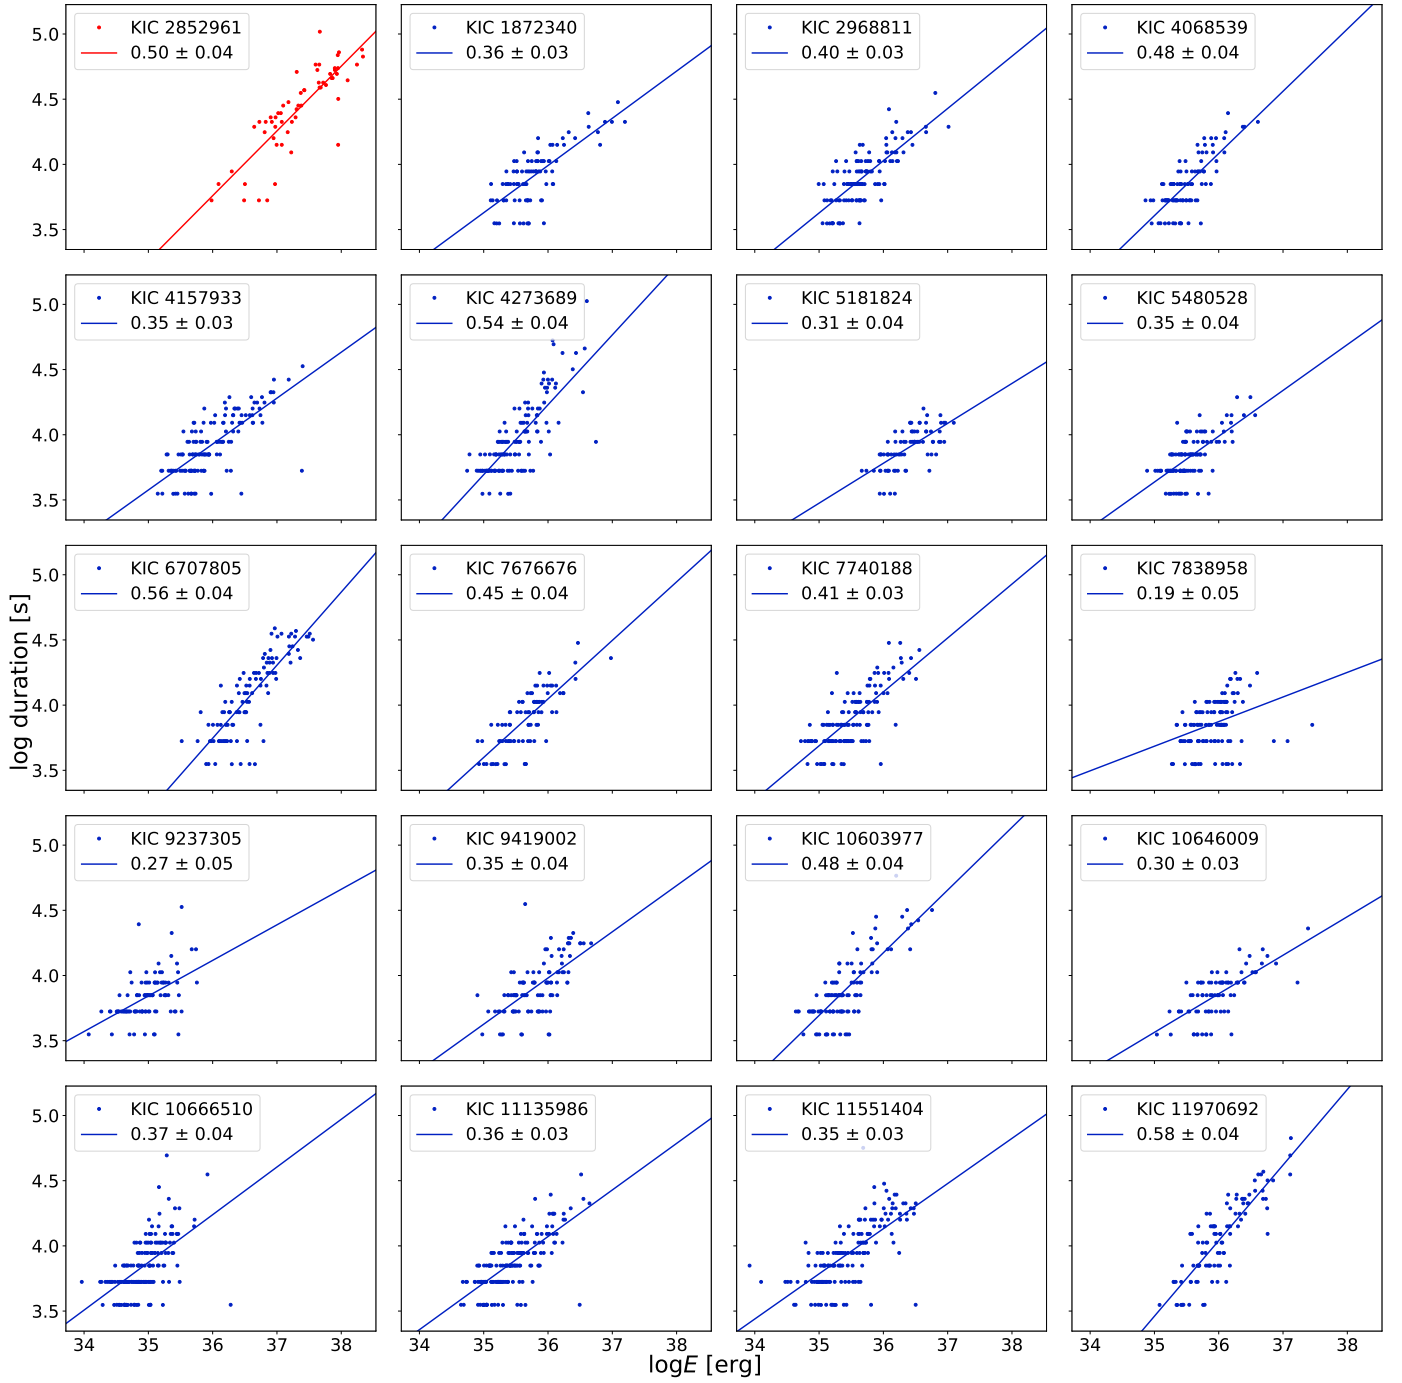 KIC 2852961
0.50 ± 0.04
KIC 1872340
0.36 ± 0.03
KIC 2968811
0.40 ± 0.03
KIC 4068539
0.48 ± 0.04
5.0
4.5
4.0
3.5
KIC 4157933
0.35 ± 0.03
KIC 4273689
0.54 ± 0.04
KIC 5181824
0.31 ± 0.04
KIC 5480528
0.35 ± 0.04
5.0
4.5
4.0
3.5
KIC 6707805
0.56 ± 0.04
KIC 7676676
0.45 ± 0.04
KIC 7740188
0.41 ± 0.03
KIC 7838958
0.19 ± 0.05
5.0
4.5
4.0
3.5
log duration [s]
KIC 9237305
0.27 ± 0.05
KIC 9419002
0.35 ± 0.04
KIC 10603977
0.48 ± 0.04
KIC 10646009
0.30 ± 0.03
5.0
4.5
4.0
3.5
KIC 10666510
0.37 ± 0.04
KIC 11135986
0.36 ± 0.03
KIC 11551404
0.35 ± 0.03
KIC 11970692
0.58 ± 0.04
5.0
4.5
4.0
3.5
34 35 36 37 38 34 35 36 37 38 34 35 36 37 38 34 35 36 37 38
logE [erg]